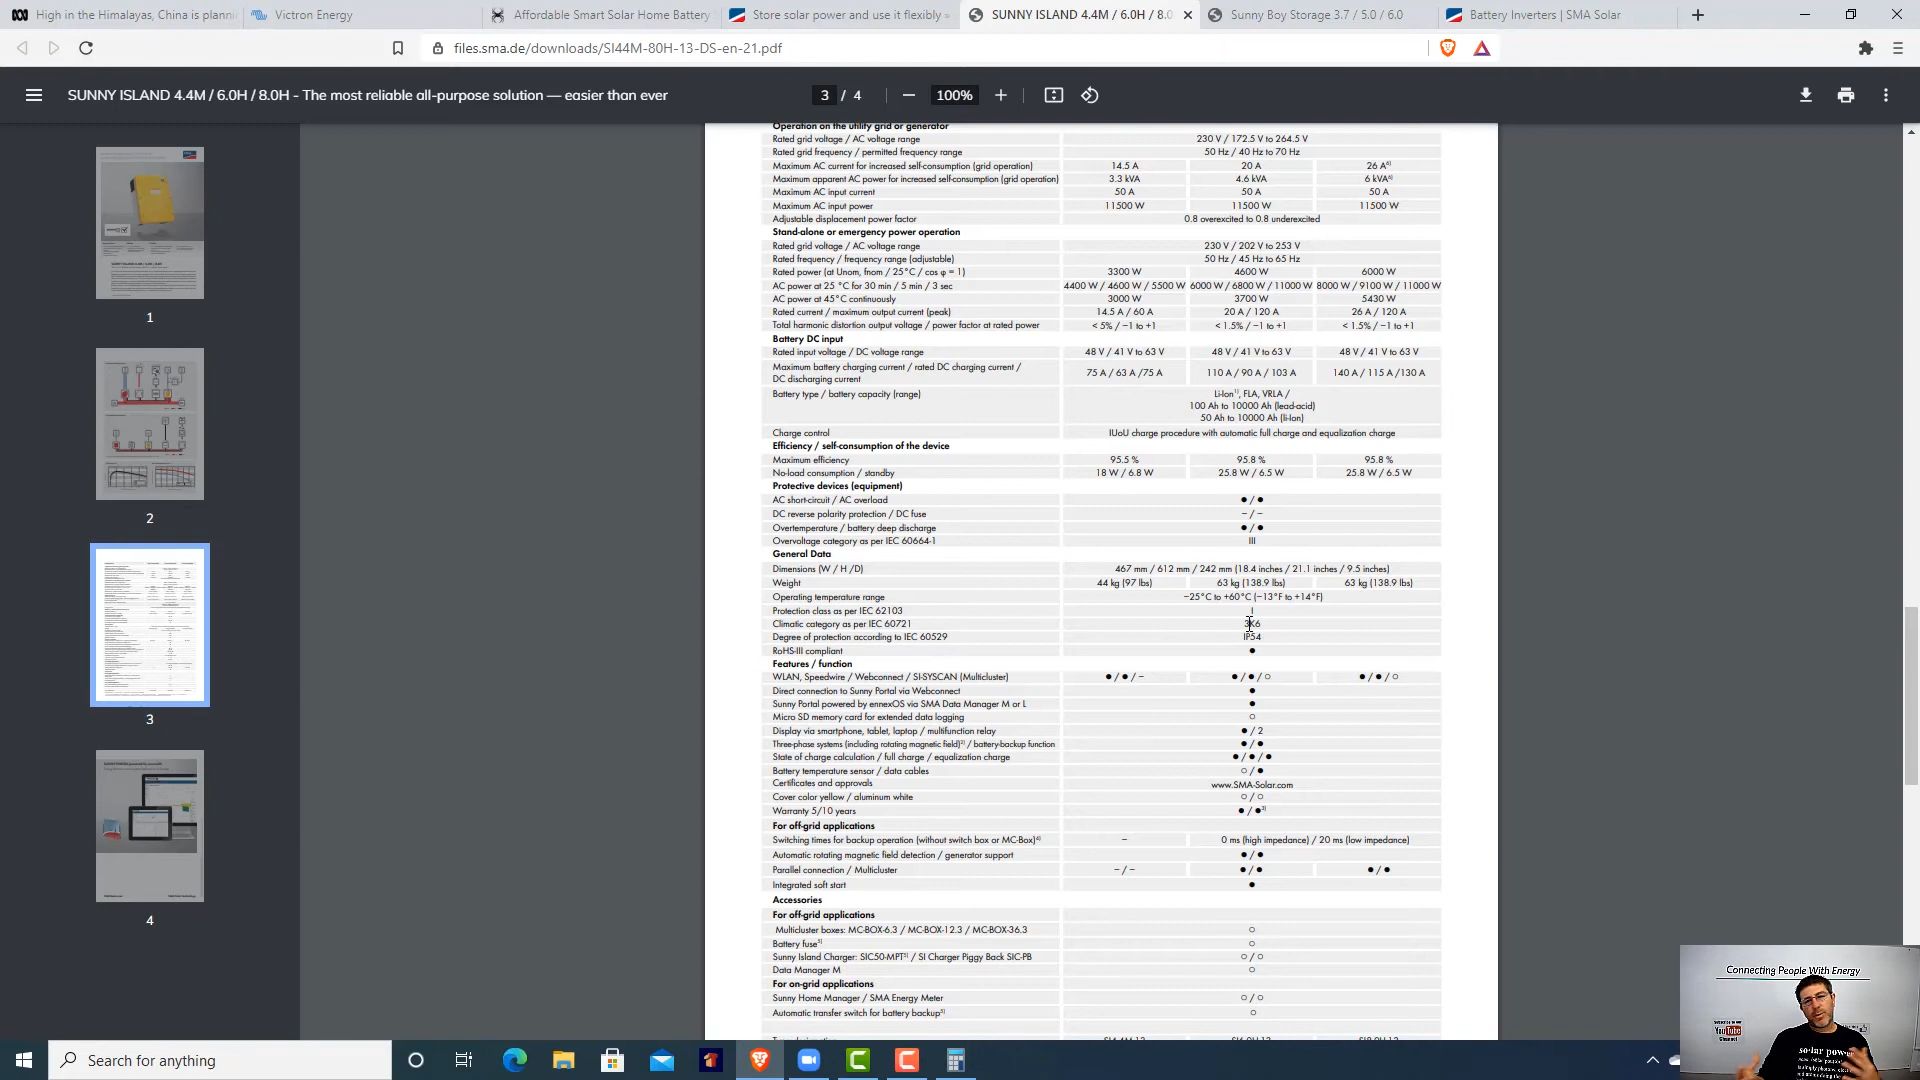 High in the Himalayas, China is planni
Victron Energy
Affordable Smart Solar Home Battery S
Store solar power and use it flexibly »
SUNNY ISLAND 4.4M / 6.0H / 8.0
Sunny Boy Storage 3.7 / 5.0 / 6.0
Battery Inverters | SMA Solar
files.sma.de/downloads/SI44M-80H-13-DS-en-21.pdf
SUNNY ISLAND 4.4M / 6.0H / 8.0H - The most reliable all-purpose solution — easier than ever
3 / 4
100%
1
2
3
4
Operation on the utility grid or generator
Rated grid voltage / AC voltage range 230 V / 172.5 V to 264.5 V
Rated grid frequency / permitted frequency range 50 Hz / 40 Hz to 70 Hz
Maximum AC current for increased self-consumption (grid operation) 14.5 A 20 A 26 A⁶⁾
Maximum apparent AC power for increased self-consumption (grid operation) 3.3 kVA 4.6 kVA 6 kVA⁶⁾
Maximum AC input current 50 A 50 A 50 A
Maximum AC input power 11500 W 11500 W 11500 W
Adjustable displacement power factor 0.8 overexcited to 0.8 underexcited
Stand-alone or emergency power operation
Rated grid voltage / AC voltage range 230 V / 202 V to 253 V
Rated frequency / frequency range (adjustable) 50 Hz / 45 Hz to 65 Hz
Rated power (at Unom, fnom / 25°C / cos φ = 1) 3300 W 4600 W 6000 W
AC power at 25 °C for 30 min / 5 min / 3 sec 4400 W / 4600 W / 5500 W 6000 W / 6800 W / 11000 W 8000 W / 9100 W / 11000 W
AC power at 45°C continuously 3000 W 3700 W 5430 W
Rated current / maximum output current (peak) 14.5 A / 60 A 20 A / 120 A 26 A / 120 A
Total harmonic distortion output voltage / power factor at rated power < 5% / −1 to +1 < 1.5% / −1 to +1 < 1.5% / −1 to +1
Battery DC input
Rated input voltage / DC voltage range 48 V / 41 V to 63 V 48 V / 41 V to 63 V 48 V / 41 V to 63 V
Maximum battery charging current / rated DC charging current /
DC discharging current 75 A / 63 A /75 A 110 A / 90 A / 103 A 140 A / 115 A /130 A
Battery type / battery capacity (range) Li-Ion¹⁾, FLA, VRLA /
100 Ah to 10000 Ah (lead-acid)
50 Ah to 10000 Ah (li-Ion)
Charge control IUoU charge procedure with automatic full charge and equalization charge
Efficiency / self-consumption of the device
Maximum efficiency 95.5 % 95.8 % 95.8 %
No-load consumption / standby 18 W / 6.8 W 25.8 W / 6.5 W 25.8 W / 6.5 W
Protective devices (equipment)
AC short-circuit / AC overload ● / ●
DC reverse polarity protection / DC fuse − / −
Overtemperature / battery deep discharge ● / ●
Overvoltage category as per IEC 60664-1 III
General Data
Dimensions (W / H /D) 467 mm / 612 mm / 242 mm (18.4 inches / 21.1 inches / 9.5 inches)
Weight 44 kg (97 lbs) 63 kg (138.9 lbs) 63 kg (138.9 lbs)
Operating temperature range −25°C to +60°C (−13°F to +14°F)
Protection class as per IEC 62103 I
Climatic category as per IEC 60721 3K6
Degree of protection according to IEC 60529 IP54
RoHS-III compliant ●
Features / function
WLAN, Speedwire / Webconnect / SI-SYSCAN (Multicluster) ● / ● / − ● / ● / ○ ● / ● / ○
Direct connection to Sunny Portal via Webconnect ●
Sunny Portal powered by ennexOS via SMA Data Manager M or L ●
Micro SD memory card for extended data logging ○
Display via smartphone, tablet, laptop / multifunction relay ● / 2
Three-phase systems (including rotating magnetic field)²⁾ / battery-backup function ● / ●
State of charge calculation / full charge / equalization charge ● / ● / ●
Battery temperature sensor / data cables ○ / ●
Certificates and approvals www.SMA-Solar.com
Cover color yellow / aluminum white ○ / ○
Warranty 5/10 years ● / ●³⁾
For off-grid applications
Switching times for backup operation (without switch box or MC-Box)⁴⁾ − 0 ms (high impedance) / 20 ms (low impedance)
Automatic rotating magnetic field detection / generator support ● / ●
Parallel connection / Multicluster − / − ● / ● ● / ●
Integrated soft start ●
Accessories
For off-grid applications
Multicluster boxes: MC-BOX-6.3 / MC-BOX-12.3 / MC-BOX-36.3 ○
Battery fuse⁵⁾ ○
Sunny Island Charger: SIC50-MPT⁵⁾ / SI Charger Piggy Back SIC-PB ○ / ○
Data Manager M ○
For on-grid applications
Sunny Home Manager / SMA Energy Meter ○ / ○
Automatic transfer switch for battery backup⁵⁾ ○
Connecting People With Energy
YouTube
Channel
so·lar pow
Search for anything